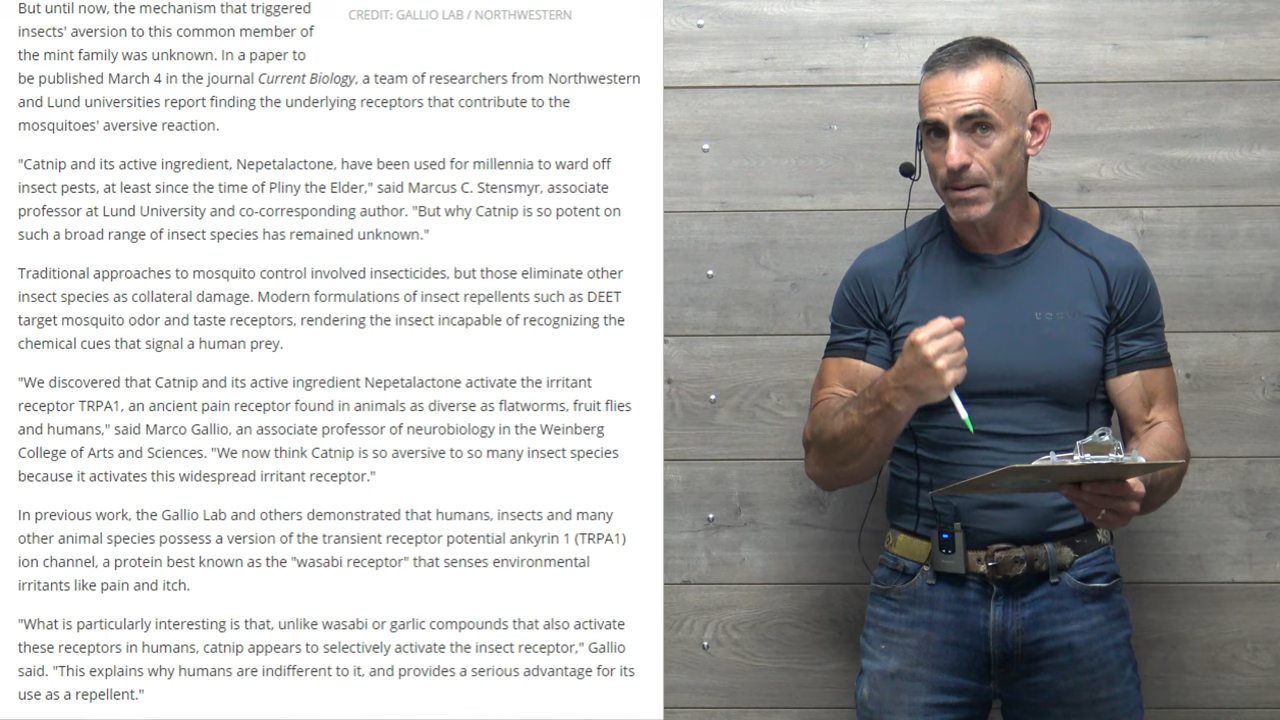 But until now, the mechanism that triggered
insects' aversion to this common member of
the mint family was unknown. In a paper to
CREDIT: GALLIO LAB / NORTHWESTERN
be published March 4 in the journal Current Biology, a team of researchers from Northwestern
and Lund universities report finding the underlying receptors that contribute to the
mosquitoes' aversive reaction.
"Catnip and its active ingredient, Nepetalactone, have been used for millennia to ward off
insect pests, at least since the time of Pliny the Elder," said Marcus C. Stensmyr, associate
professor at Lund University and co-corresponding author. "But why Catnip is so potent on
such a broad range of insect species has remained unknown."
Traditional approaches to mosquito control involved insecticides, but those eliminate other
insect species as collateral damage. Modern formulations of insect repellents such as DEET
target mosquito odor and taste receptors, rendering the insect incapable of recognizing the
chemical cues that signal a human prey.
"We discovered that Catnip and its active ingredient Nepetalactone activate the irritant
receptor TRPA1, an ancient pain receptor found in animals as diverse as flatworms, fruit flies
and humans," said Marco Gallio, an associate professor of neurobiology in the Weinberg
College of Arts and Sciences. "We now think Catnip is so aversive to so many insect species
because it activates this widespread irritant receptor."
In previous work, the Gallio Lab and others demonstrated that humans, insects and many
other animal species possess a version of the transient receptor potential ankyrin 1 (TRPA1)
ion channel, a protein best known as the "wasabi receptor" that senses environmental
irritants like pain and itch.
"What is particularly interesting is that, unlike wasabi or garlic compounds that also activate
these receptors in humans, catnip appears to selectively activate the insect receptor," Gallio
said. "This explains why humans are indifferent to it, and provides a serious advantage for its
use as a repellent."